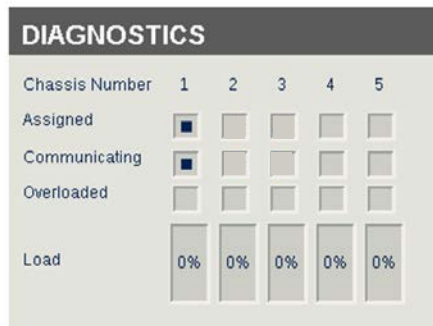 DIAGNOSTICS
Chassis Number 1 2 3 4 5
Assigned
Communicating
Overloaded
Load 0% 0% 0% 0% 0%